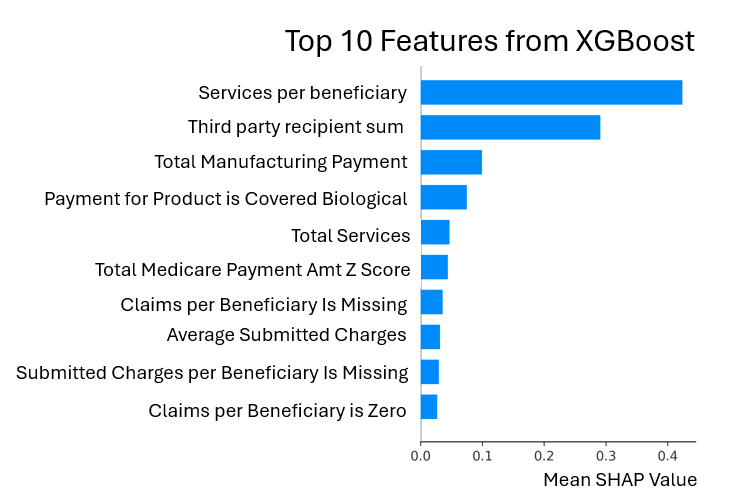 Top 10 Features from XGBoost
Services per beneficiary
Third party recipient sum
Total Manufacturing Payment
Payment for Product is Covered Biological
Total Services
Total Medicare Payment Amt Z Score
Claims per Beneficiary Is Missing
Average Submitted Charges
Submitted Charges per Beneficiary Is Missing
Claims per Beneficiary is Zero
0.0 0.1 0.2 0.3 0.4
Mean SHAP Value